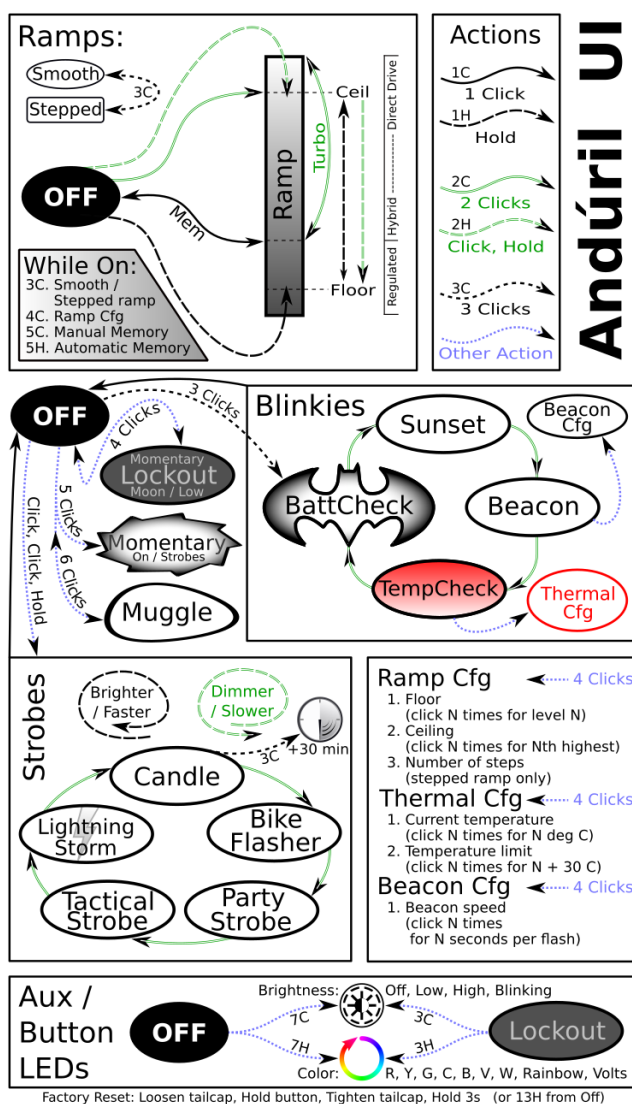 Ramps:
Smooth
3C
Stepped
OFF
Mem
Ramp
Turbo
Ceil
Floor
Regulated | Hybrid -------- Direct Drive
While On:
3C. Smooth /
Stepped ramp
4C. Ramp Cfg
5C. Manual Memory
5H. Automatic Memory
Actions
1C
1 Click
1H
Hold
2C
2 Clicks
2H
Click, Hold
3C
3 Clicks
Other Action
Andúril UI
OFF
3 Clicks
4 Clicks
Momentary
Lockout
Moon / Low
5 Clicks
Momentary
On / Strobes
6 Clicks
Muggle
Click, Click, Hold
Blinkies
Sunset
Beacon
Cfg
BattCheck
Beacon
TempCheck
Thermal
Cfg
Strobes
Brighter
/ Faster
Dimmer
/ Slower
3C
+30 min
Candle
Lightning
Storm
Bike
Flasher
Tactical
Strobe
Party
Strobe
Ramp Cfg
4 Clicks
1. Floor
(click N times for level N)
2. Ceiling
(click N times for Nth highest)
3. Number of steps
(stepped ramp only)
Thermal Cfg
4 Clicks
1. Current temperature
(click N times for N deg C)
2. Temperature limit
(click N times for N + 30 C)
Beacon Cfg
4 Clicks
1. Beacon speed
(click N times
for N seconds per flash)
Aux /
Button
LEDs
OFF
Brightness:
Off, Low, High, Blinking
7C
3C
7H
3H
Lockout
Color:
R, Y, G, C, B, V, W, Rainbow, Volts
Factory Reset: Loosen tailcap, Hold button, Tighten tailcap, Hold 3s (or 13H from Off)